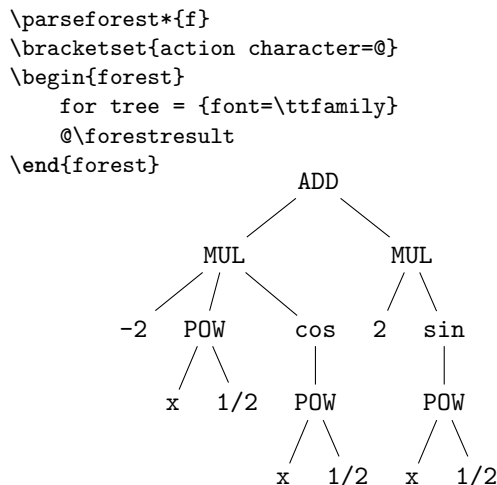 \parseforest*{f}
\bracketset{action character=@}
\begin{forest}
    for tree = {font=\ttfamily}
    @\forestresult
\end{forest}
ADD
MUL MUL
-2 POW cos 2 sin
x 1/2 POW POW
x 1/2 x 1/2